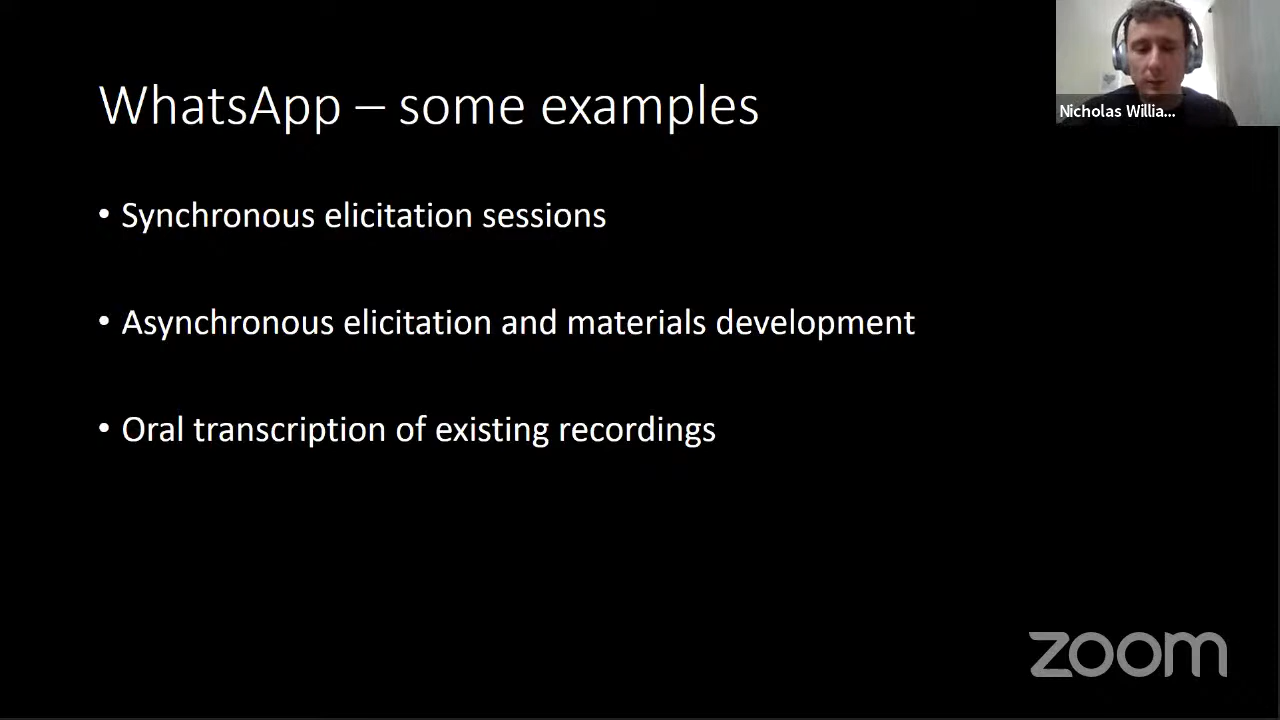 WhatsApp – some examples
Nicholas Willia...
• Synchronous elicitation sessions
• Asynchronous elicitation and materials development
• Oral transcription of existing recordings
zoom